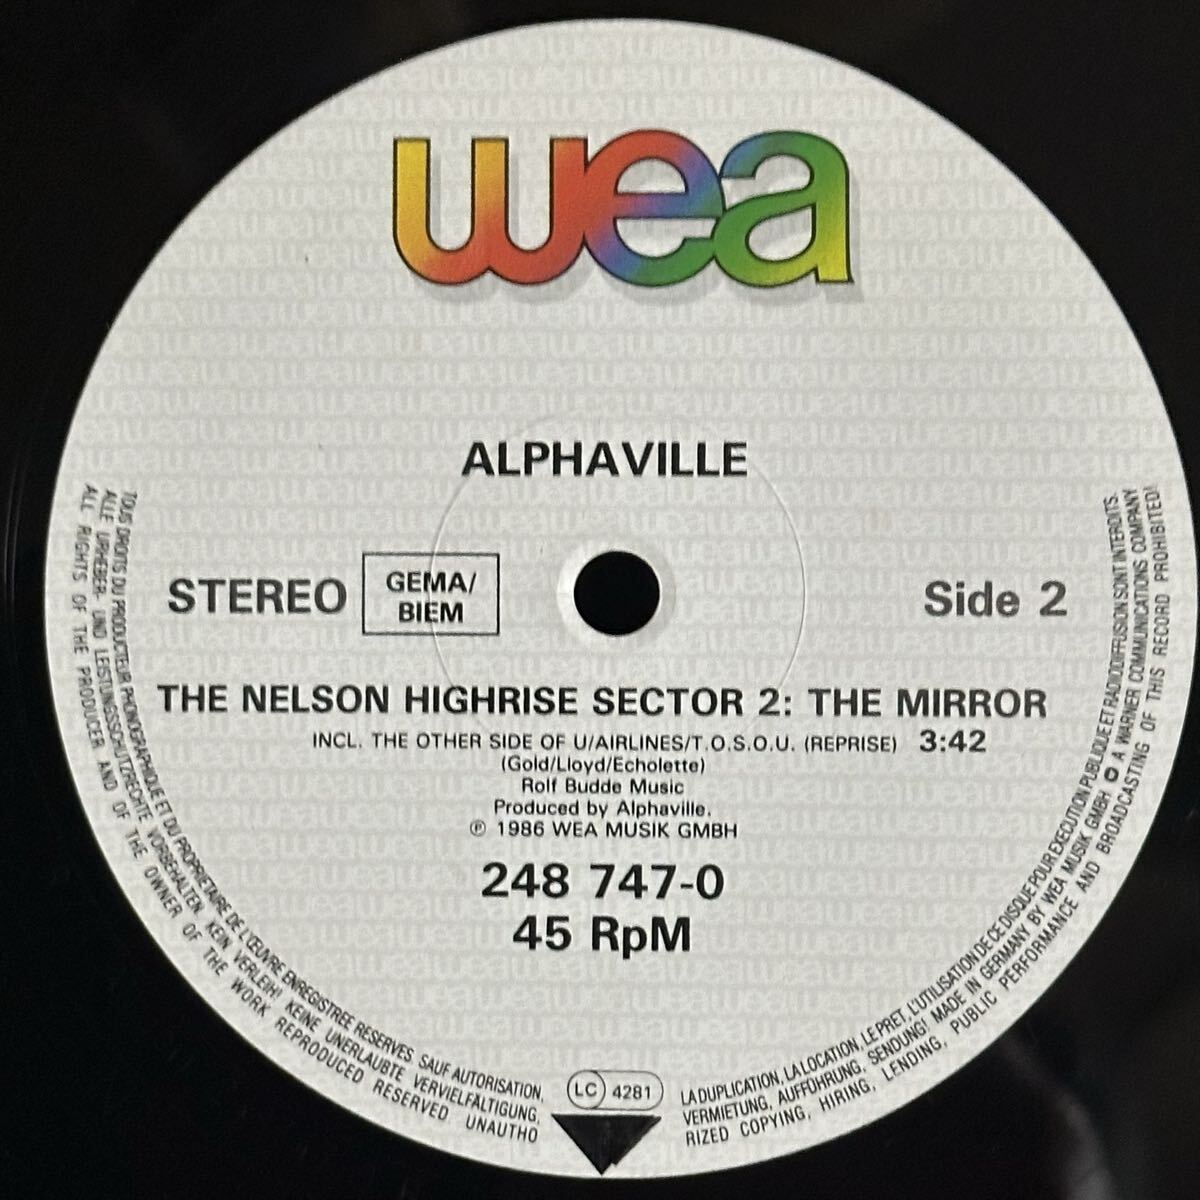 wea
ALPHAVILLE
STEREO
GEMA/
BIEM
Side 2
THE NELSON HIGHRISE SECTOR 2: THE MIRROR
INCL. THE OTHER SIDE OF U/AIRLINES/T.O.S.O.U. (REPRISE) 3:42
(Gold/Lloyd/Echolette)
Rolf Budde Music
Produced by Alphaville.
℗ 1986 WEA MUSIK GMBH
248 747-0
45 RpM
TOUS DROITS DU PRODUCTEUR PHONOGRAPHIQUE ET DU PROPRIETAIRE DE L'ŒUVRE ENREGISTREE RESERVES SAUF AUTORISATION,
LA DUPLICATION, LA LOCATION, LE PRET, L'UTILISATION DE CE DISQUE POUR EXECUTION PUBLIQUE ET RADIODIFFUSION SONT INTERDITS.
ALLE URHEBER- UND LEISTUNGSSCHUTZRECHTE VORBEHALTEN. KEIN VERLEIH! KEINE UNERLAUBTE VERVIELFÄLTIGUNG,
VERMIETUNG, AUFFÜHRUNG, SENDUNG! MADE IN GERMANY BY WEA MUSIK GMBH A WARNER COMMUNICATIONS COMPANY
ALL RIGHTS OF THE PRODUCER AND OF THE OWNER OF THE WORK REPRODUCED RESERVED UNAUTHO
RIZED COPYING, HIRING, LENDING, PUBLIC PERFORMANCE AND BROADCASTING OF THIS RECORD PROHIBITED!
LC 4281